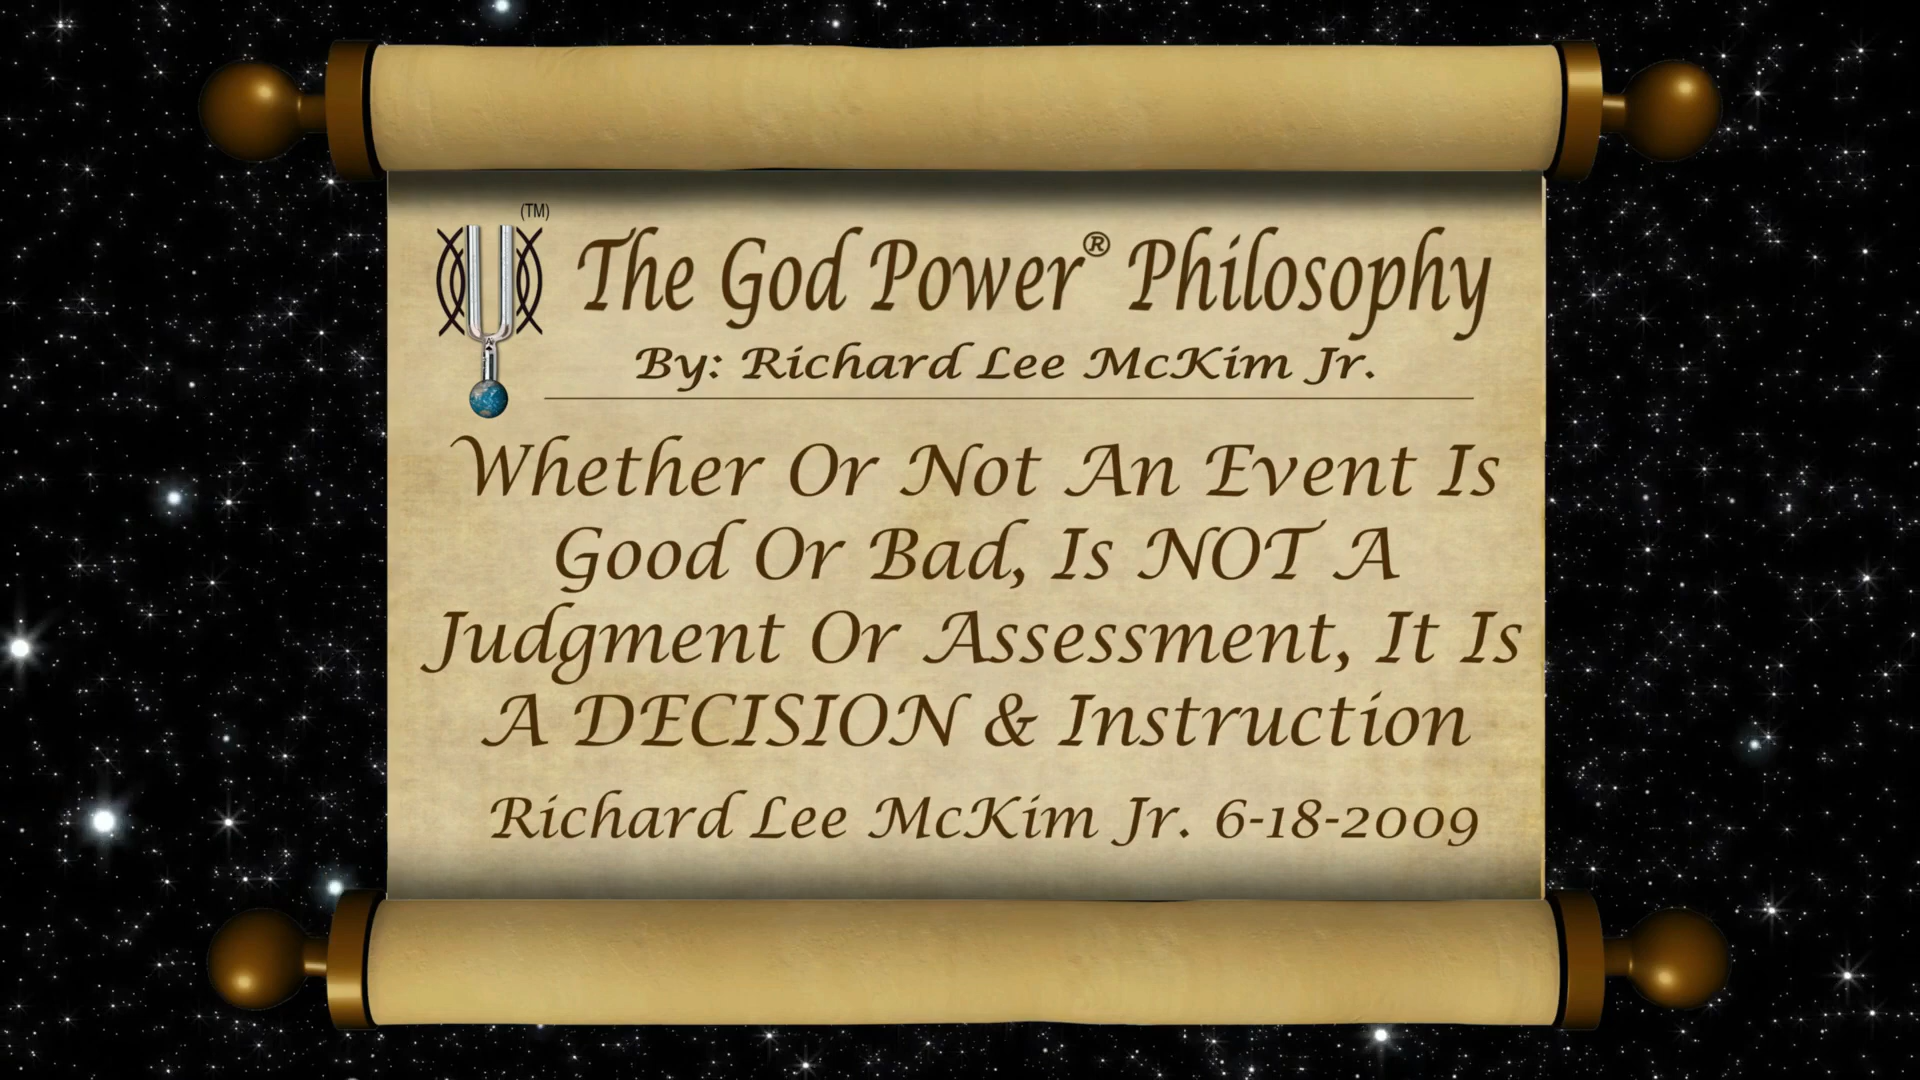 (TM)
The God Power® Philosophy
By: Richard Lee McKim Jr.
Whether Or Not An Event Is
Good Or Bad, Is NOT A
Judgment Or Assessment, It Is
A DECISION & Instruction
Richard Lee McKim Jr. 6-18-2009